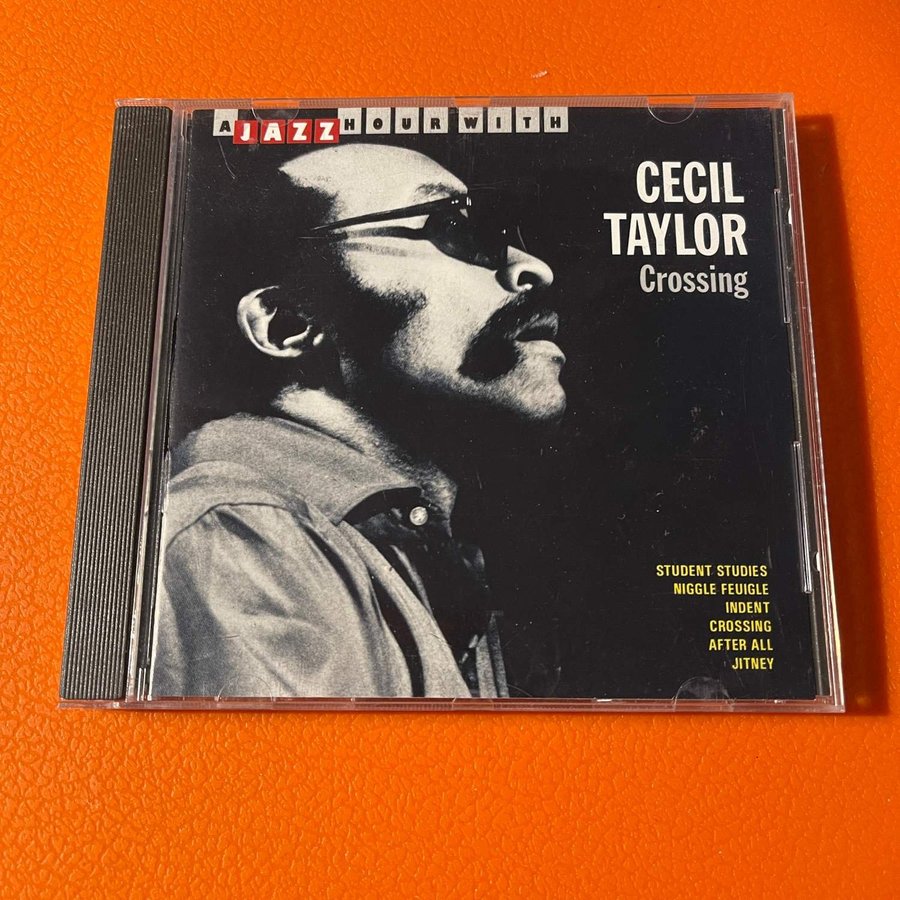 A JAZZ HOUR WITH
CECIL
TAYLOR
Crossing
STUDENT STUDIES
NIGGLE FEUIGLE
INDENT
CROSSING
AFTER ALL
JITNEY